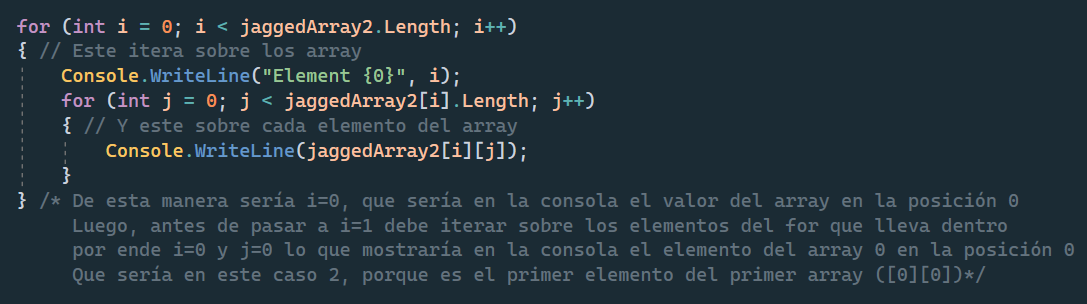 for (int i = 0; i < jaggedArray2.Length; i++)
{ // Este itera sobre los array
    Console.WriteLine("Element {0}", i);
    for (int j = 0; j < jaggedArray2[i].Length; j++)
    { // Y este sobre cada elemento del array
        Console.WriteLine(jaggedArray2[i][j]);
    }
} /* De esta manera sería i=0, que sería en la consola el valor del array en la posición 0
     Luego, antes de pasar a i=1 debe iterar sobre los elementos del for que lleva dentro
     por ende i=0 y j=0 lo que mostraría en la consola el elemento del array 0 en la posición 0
     Que sería en este caso 2, porque es el primer elemento del primer array ([0][0])*/